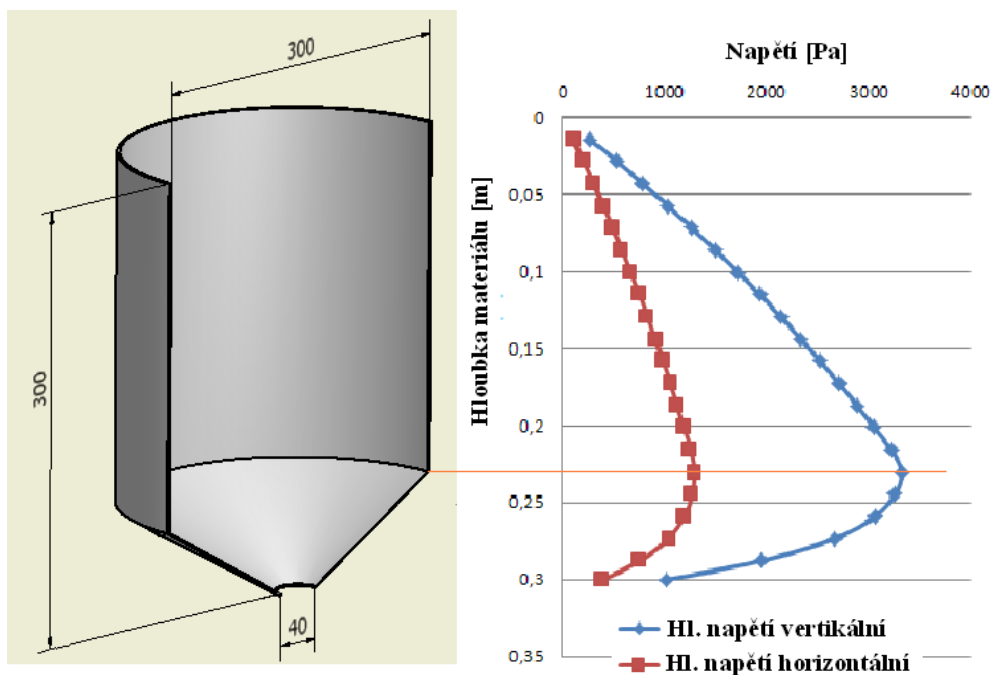 300
300
40
Napětí [Pa]
0 1000 2000 3000 4000
Hloubka materiálu [m]
0
0,05
0,1
0,15
0,2
0,25
0,3
0,35
Hl. napětí vertikální
Hl. napětí horizontální